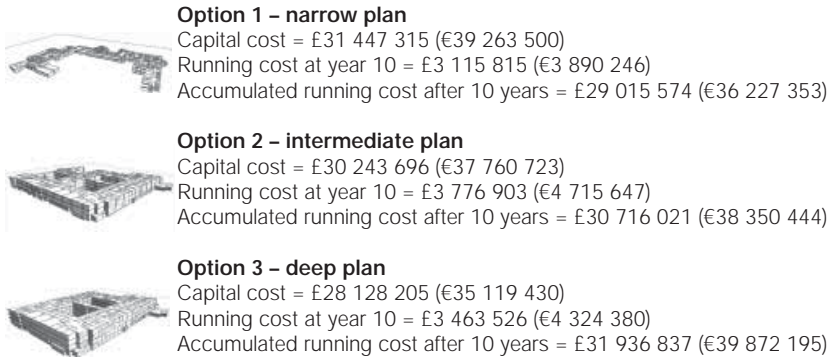 Option 1 – narrow plan
Capital cost = £31 447 315 (€39 263 500)
Running cost at year 10 = £3 115 815 (€3 890 246)
Accumulated running cost after 10 years = £29 015 574 (€36 227 353)
Option 2 – intermediate plan
Capital cost = £30 243 696 (€37 760 723)
Running cost at year 10 = £3 776 903 (€4 715 647)
Accumulated running cost after 10 years = £30 716 021 (€38 350 444)
Option 3 – deep plan
Capital cost = £28 128 205 (€35 119 430)
Running cost at year 10 = £3 463 526 (€4 324 380)
Accumulated running cost after 10 years = £31 936 837 (€39 872 195)